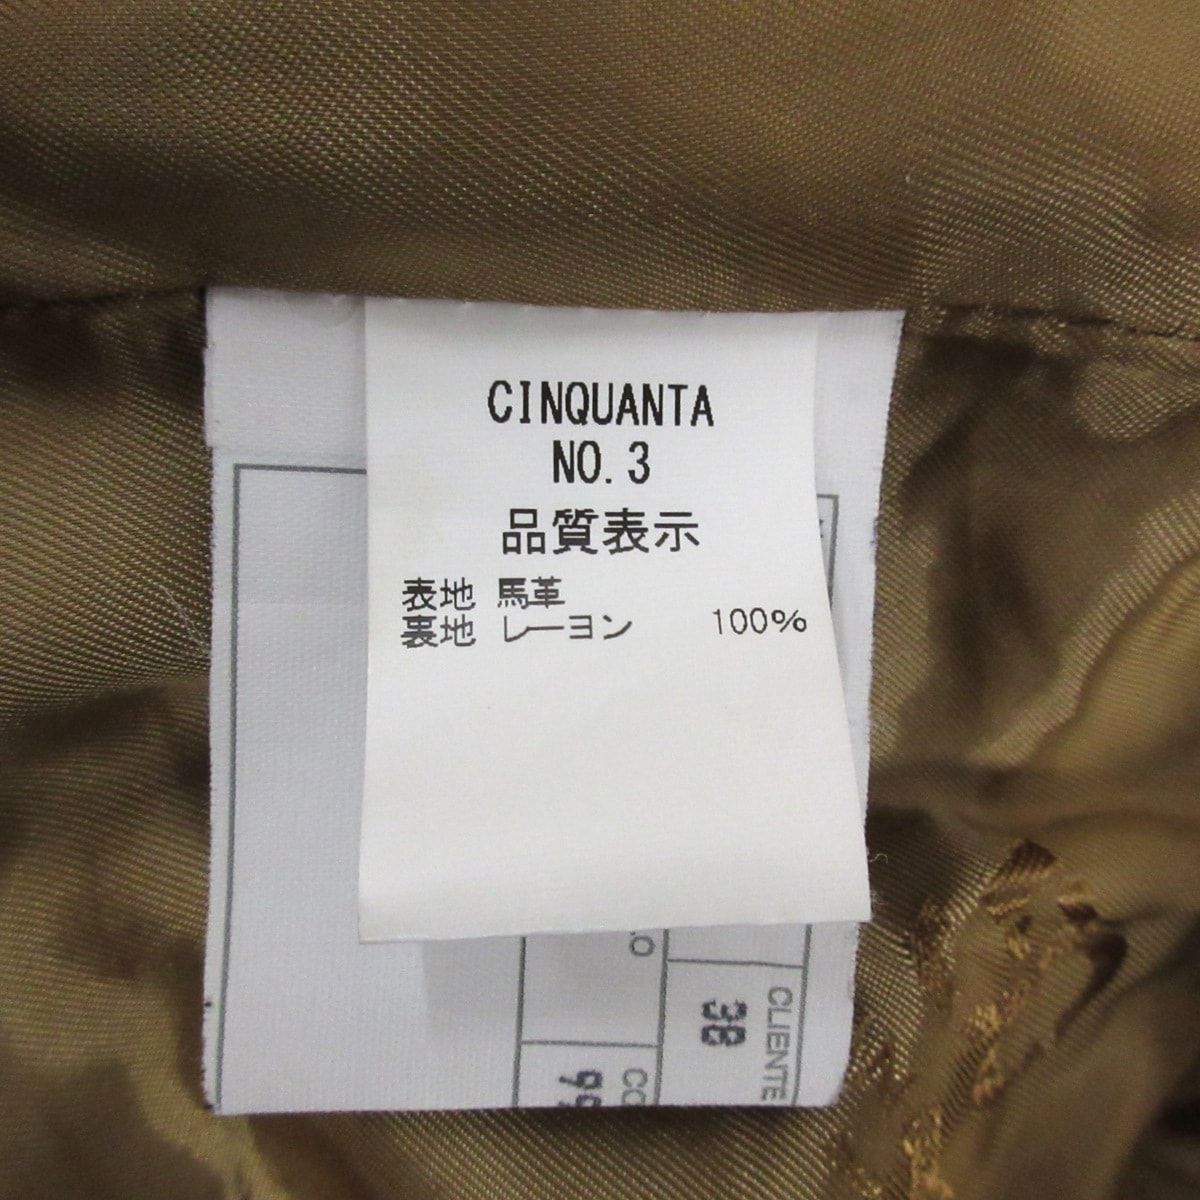 CINQUANTA
NO. 3
品質表示
表地 馬革
裏地 レーヨン 100%
CLIENTE
38